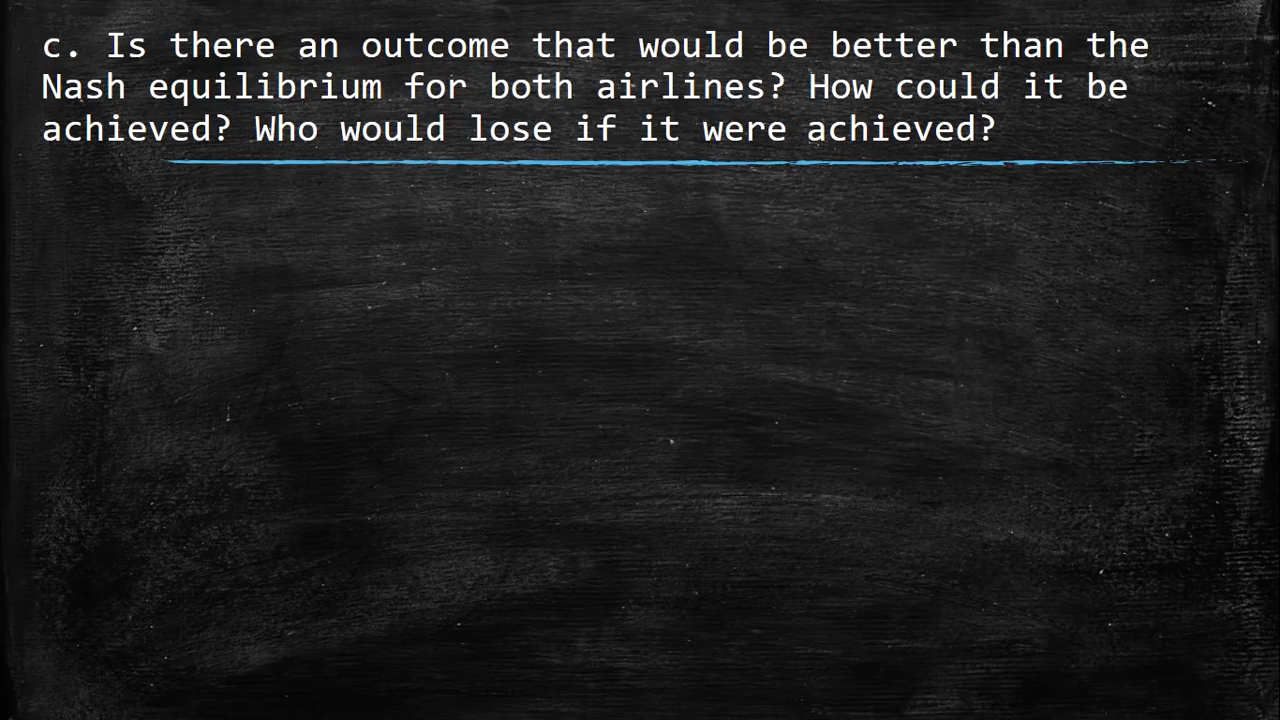 c. Is there an outcome that would be better than the
Nash equilibrium for both airlines? How could it be
achieved? Who would lose if it were achieved?